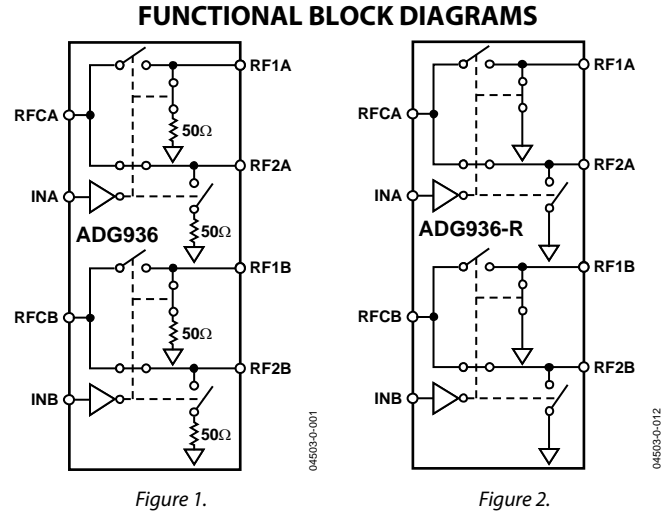 FUNCTIONAL BLOCK DIAGRAMS
RF1A
RFCA
50Ω
RF2A
INA
50Ω
ADG936
RF1B
RFCB
50Ω
RF2B
INB
50Ω
04503-0-001
Figure 1.
RF1A
RFCA
RF2A
INA
ADG936-R
RF1B
RFCB
RF2B
INB
04503-0-012
Figure 2.